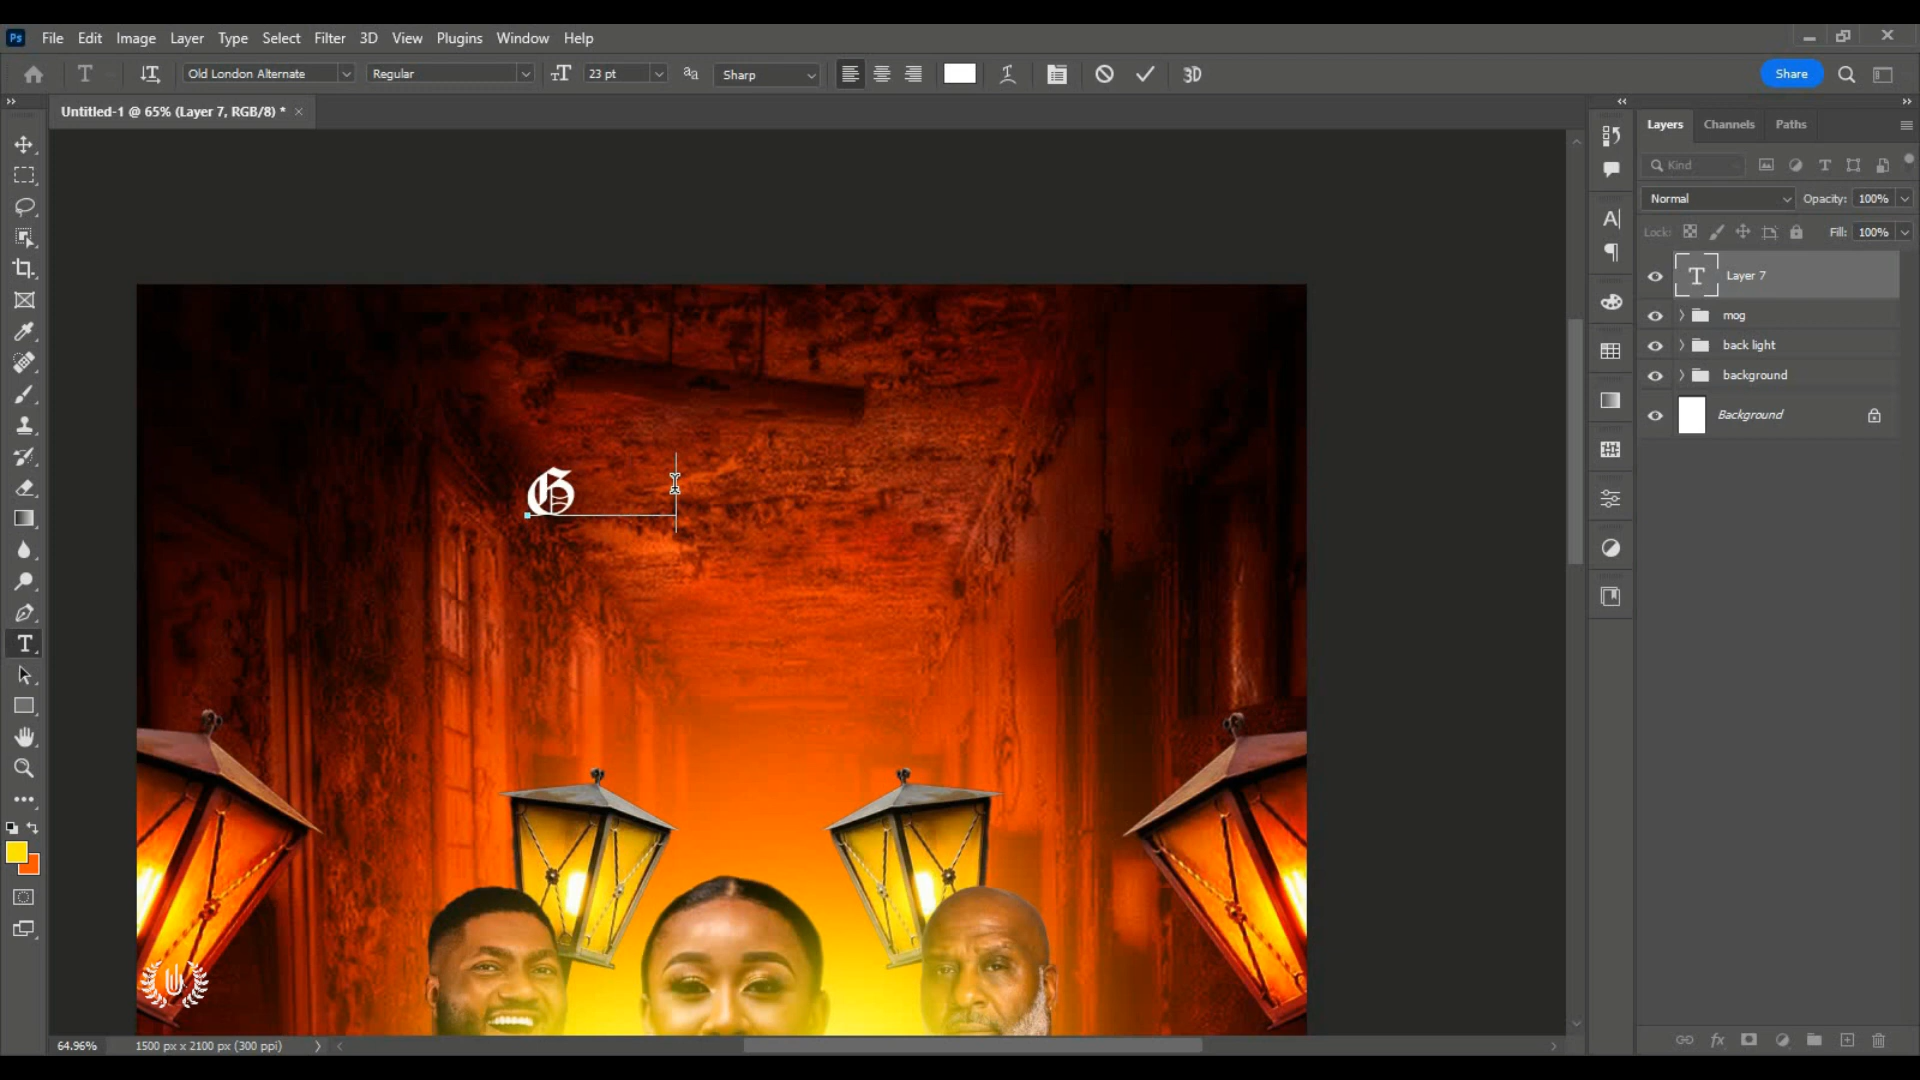 Ps File Edit Image Layer Type Select Filter 3D View Plugins Window Help
Old London Alternate Regular 23 pt Sharp 3D Share
Untitled-1 @ 65% (Layer 7, RGB/8) *
Layers Channels Paths
Kind
Normal Opacity: 100%
Lock: Fill: 100%
Layer 7
mog
back light
background
Background
G
64.96% 1500 px x 2100 px (300 ppi)